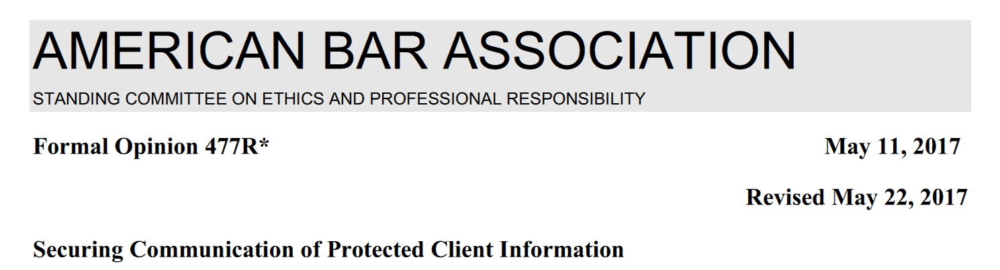 AMERICAN BAR ASSOCIATION
STANDING COMMITTEE ON ETHICS AND PROFESSIONAL RESPONSIBILITY
Formal Opinion 477R* May 11, 2017
Revised May 22, 2017
Securing Communication of Protected Client Information